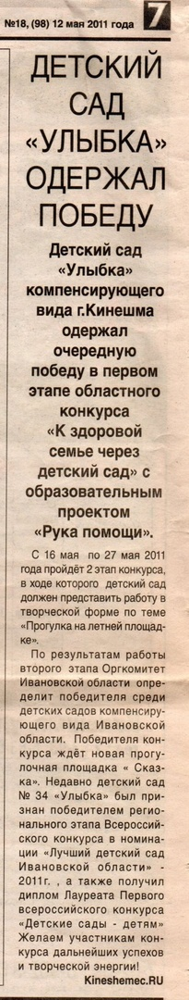 №18, (98) 12 мая 2011 года 7
ДЕТСКИЙ
САД
«УЛЫБКА»
ОДЕРЖАЛ
ПОБЕДУ
Детский сад
«Улыбка»
компенсирующего
вида г.Кинешма
одержал
очередную
победу в первом
этапе областного
конкурса
«К здоровой
семье через
детский сад» с
образовательным
проектом
«Рука помощи».
С 16 мая по 27 мая 2011
года пройдёт 2 этап конкурса,
в ходе которого детский сад
должен представить работу в
творческой форме по теме
«Прогулка на летней площад-
ке».
По результатам работы
второго этапа Оргкомитет
Ивановской области опре-
делит победителя среди
детских садов компенсиру-
ющего вида Ивановской
области. Победителя кон-
курса ждёт новая прогу-
лочная площадка « Сказ-
ка». Недавно детский сад
№ 34 «Улыбка» был при-
знан победителем реги-
онального этапа Всероссий-
ского конкурса в номина-
ции «Лучший детский сад
Ивановской области» -
2011г. , а также получил
диплом Лауреата Первого
всероссийского конкурса
«Детские сады - детям»
Желаем участникам кон-
курса дальнейших успехов
и творческой энергии!
Kineshemec.RU